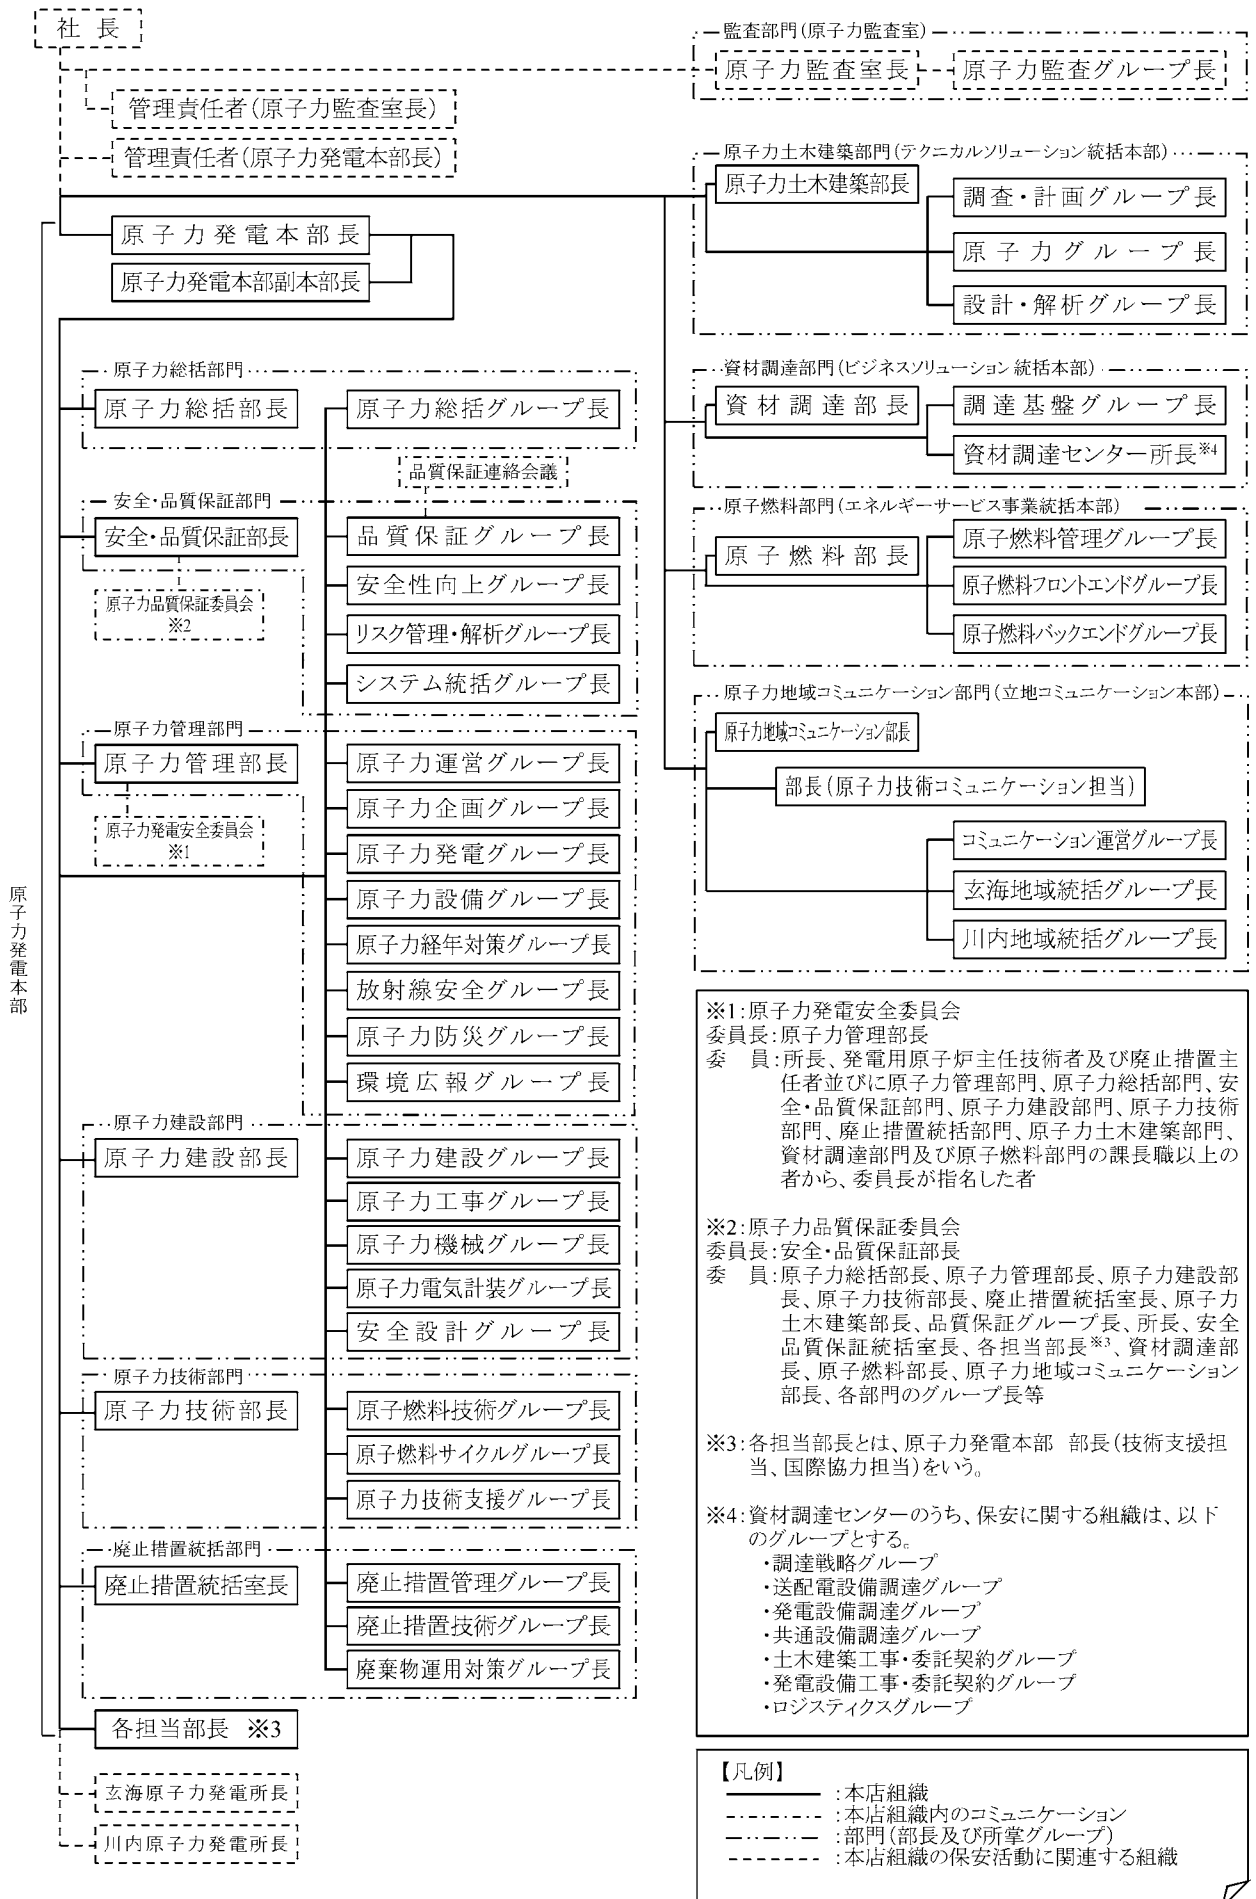 社長
管理責任者(原子力監査室長)
管理責任者(原子力発電本部長)
原子力発電本部長
原子力発電本部副本部長
原子力発電本部
原子力総括部門
原子力総括部長
原子力総括グループ長
品質保証連絡会議
安全・品質保証部門
安全・品質保証部長
原子力品質保証委員会
※2
品質保証グループ長
安全性向上グループ長
リスク管理・解析グループ長
システム統括グループ長
原子力管理部門
原子力管理部長
原子力発電安全委員会
※1
原子力運営グループ長
原子力企画グループ長
原子力発電グループ長
原子力設備グループ長
原子力経年対策グループ長
放射線安全グループ長
原子力防災グループ長
環境広報グループ長
原子力建設部門
原子力建設部長
原子力建設グループ長
原子力工事グループ長
原子力機械グループ長
原子力電気計装グループ長
安全設計グループ長
原子力技術部門
原子力技術部長
原子燃料技術グループ長
原子燃料サイクルグループ長
原子力技術支援グループ長
廃止措置統括部門
廃止措置統括室長
廃止措置管理グループ長
廃止措置技術グループ長
廃棄物運用対策グループ長
各担当部長 ※3
玄海原子力発電所長
川内原子力発電所長
監査部門(原子力監査室)
原子力監査室長
原子力監査グループ長
原子力土木建築部門(テクニカルソリューション統括本部)
原子力土木建築部長
調査・計画グループ長
原子力グループ長
設計・解析グループ長
資材調達部門(ビジネスソリューション統括本部)
資材調達部長
調達基盤グループ長
資材調達センター所長※4
原子燃料部門(エネルギーサービス事業統括本部)
原子燃料部長
原子燃料管理グループ長
原子燃料フロントエンドグループ長
原子燃料バックエンドグループ長
原子力地域コミュニケーション部門(立地コミュニケーション本部)
原子力地域コミュニケーション部長
部長(原子力技術コミュニケーション担当)
コミュニケーション運営グループ長
玄海地域統括グループ長
川内地域統括グループ長
※1:原子力発電安全委員会
委員長:原子力管理部長
委 員:所長、発電用原子炉主任技術者及び廃止措置主
任者並びに原子力管理部門、原子力総括部門、安
全・品質保証部門、原子力建設部門、原子力技術
部門、廃止措置統括部門、原子力土木建築部門、
資材調達部門及び原子燃料部門の課長職以上の
者から、委員長が指名した者
※2:原子力品質保証委員会
委員長:安全・品質保証部長
委 員:原子力総括部長、原子力管理部長、原子力建設部
長、原子力技術部長、廃止措置統括室長、原子力
土木建築部長、品質保証グループ長、所長、安全
品質保証統括室長、各担当部長※3、資材調達部
長、原子燃料部長、原子力地域コミュニケーション
部長、各部門のグループ長等
※3:各担当部長とは、原子力発電本部 部長(技術支援担
当、国際協力担当)をいう。
※4:資材調達センターのうち、保安に関する組織は、以下
のグループとする。
・調達戦略グループ
・送配電設備調達グループ
・発電設備調達グループ
・共通設備調達グループ
・土木建築工事・委託契約グループ
・発電設備工事・委託契約グループ
・ロジスティクスグループ
【凡例】
:本店組織
:本店組織内のコミュニケーション
:部門(部長及び所掌グループ)
:本店組織の保安活動に関連する組織